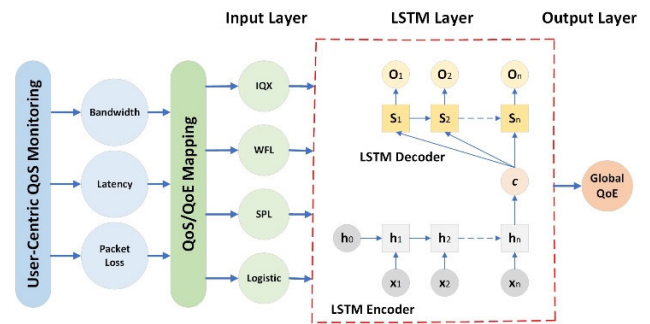 Input Layer
LSTM Layer
Output Layer
User-Centric QoS Monitoring
Bandwidth
Latency
Packet
Loss
QoS/QoE Mapping
IQX
WFL
SPL
Logistic
O1
O2
On
S1
S2
Sn
LSTM Decoder
c
h0
h1
h2
hn
x1
x2
xn
LSTM Encoder
Global
QoE